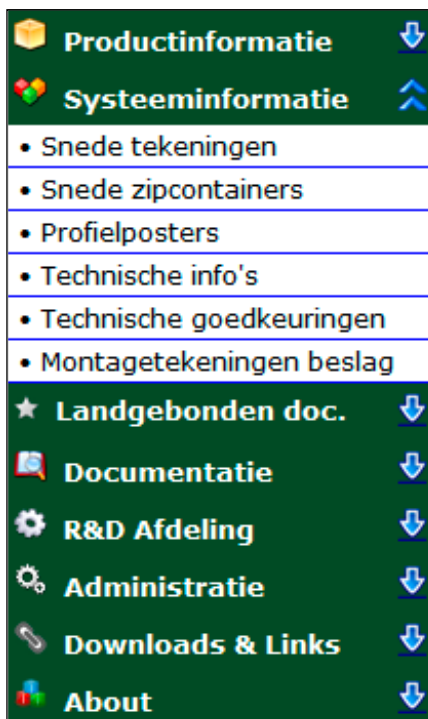 Productinformatie
Systeeminformatie
• Snede tekeningen
• Snede zipcontainers
• Profielposters
• Technische info's
• Technische goedkeuringen
• Montagetekeningen beslag
Landgebonden doc.
Documentatie
R&D Afdeling
Administratie
Downloads & Links
About